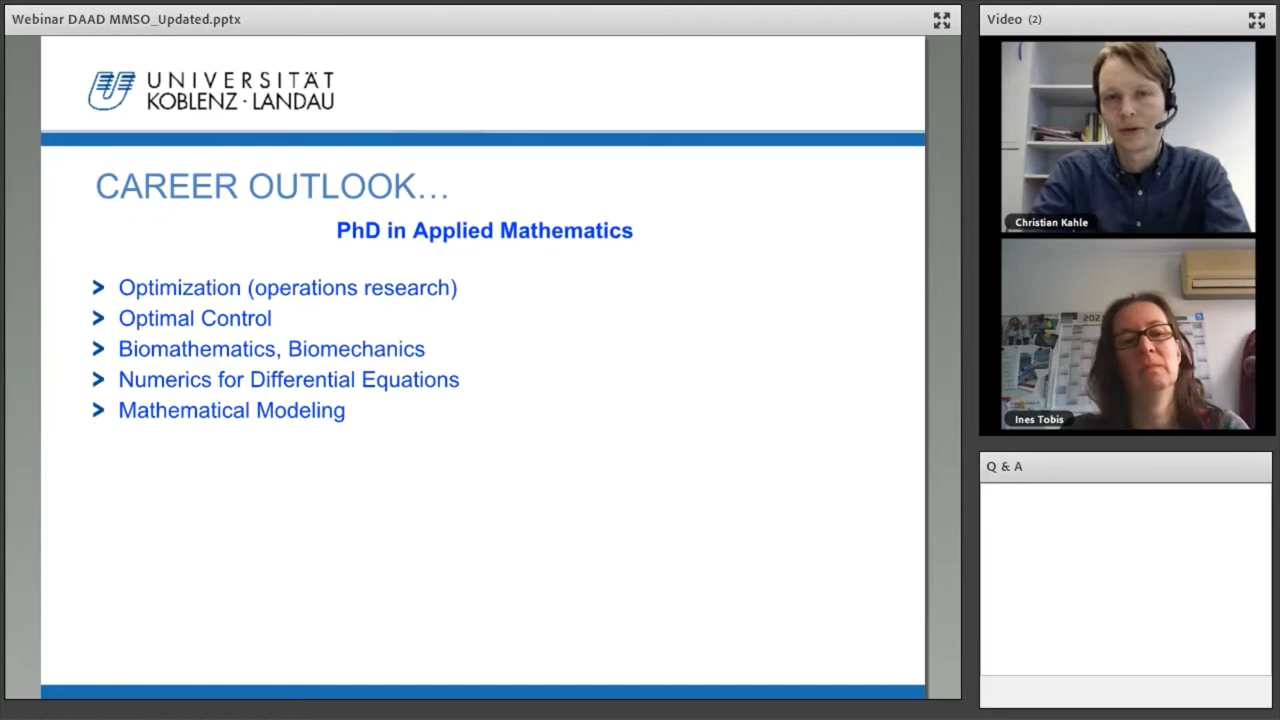 Webinar DAAD MMSO_Updated.pptx
UNIVERSITÄT
KOBLENZ · LANDAU
CAREER OUTLOOK…
PhD in Applied Mathematics
> Optimization (operations research)
> Optimal Control
> Biomathematics, Biomechanics
> Numerics for Differential Equations
> Mathematical Modeling
Video (2)
Christian Kahle
Ines Tobis
Q & A